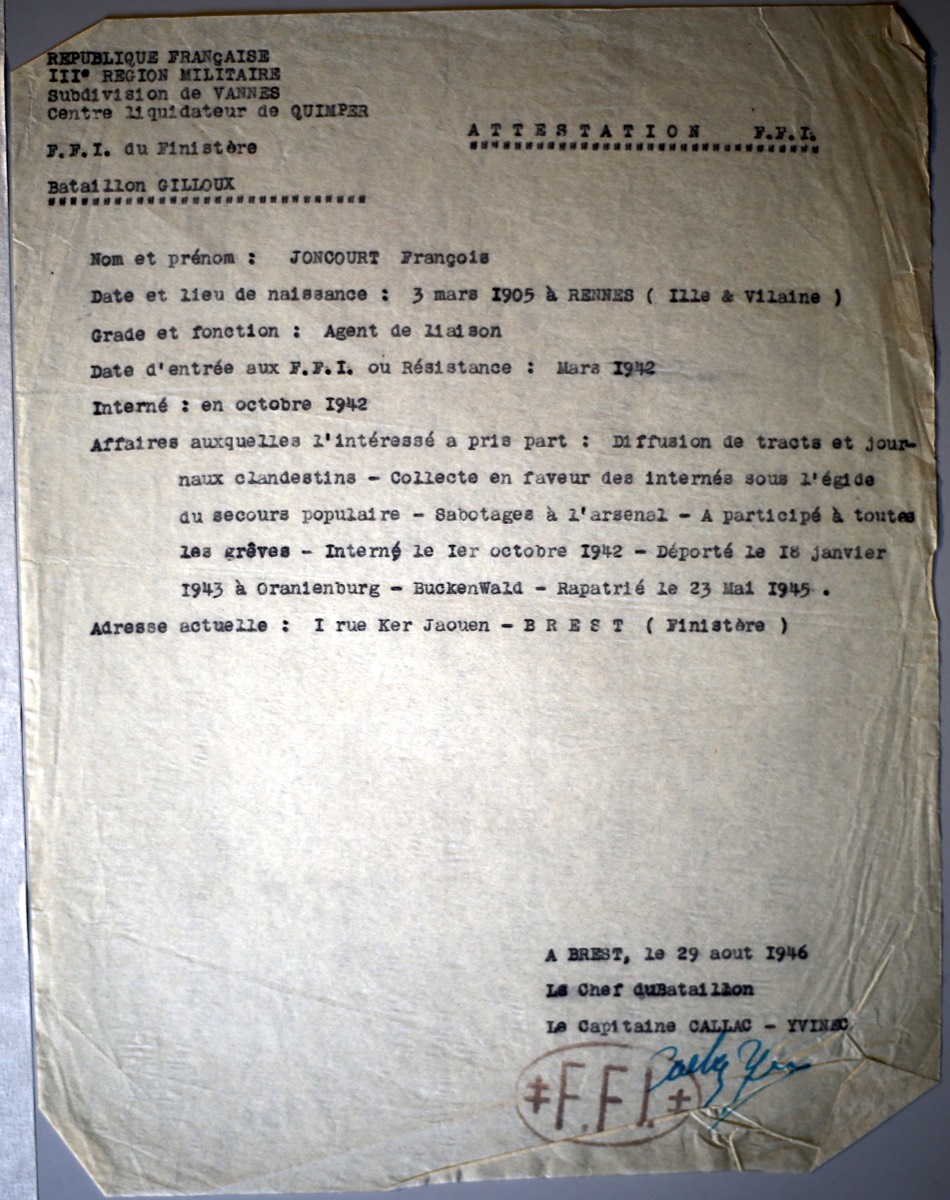 REPUBLIQUE FRANÇAISE
IIIe REGION MILITAIRE
Subdivision de VANNES
Centre liquidateur de QUIMPER
A T T E S T A T I O N F.F.I.
F.F.I. du Finistère
Bataillon GILLOUX
Nom et prénom : JONCOURT François
Date et lieu de naissance : 3 mars 1905 à RENNES ( Ille & Vilaine )
Grade et fonction : Agent de liaison
Date d'entrée aux F.F.I. ou Résistance : Mars 1942
Interné : en octobre 1942
Affaires auxquelles l'intéressé a pris part : Diffusion de tracts et jour-
naux clandestins - Collecte en faveur des internés sous l'égide
du secours populaire - Sabotages à l'arsenal - A participé à toutes
les grêves - Interné le Ier octobre 1942 - Déporté le 18 janvier
1943 à Oranienburg - BuckenWald - Rapatrié le 23 Mai 1945 .
Adresse actuelle : I rue Ker Jaouen - B R E S T ( Finistère )
A BREST, le 29 aout 1946
Le Chef duBataillon
Le Capitaine CALLAC - YVINEC
‡F.F.I.‡